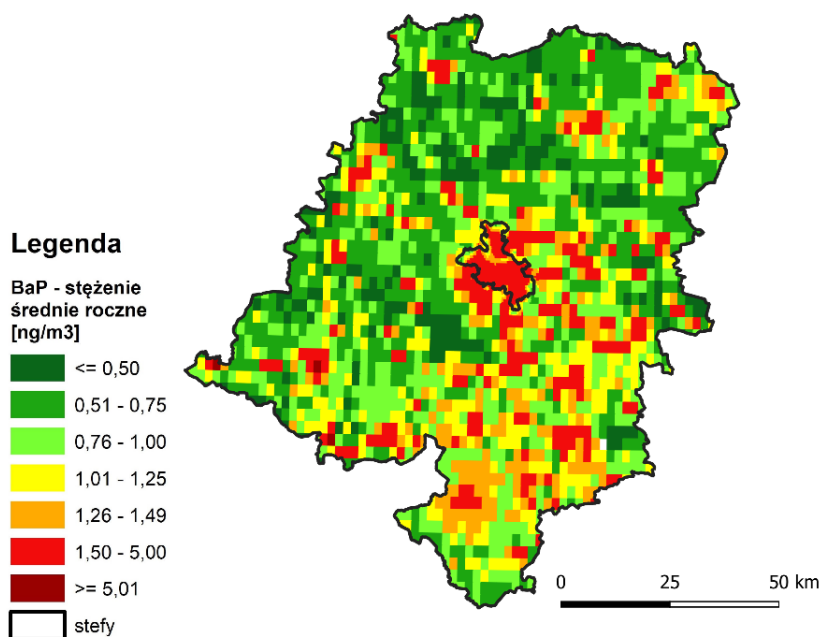 Legenda
BaP - stężenie
średnie roczne
[ng/m3]
<= 0,50
0,51 - 0,75
0,76 - 1,00
1,01 - 1,25
1,26 - 1,49
1,50 - 5,00
>= 5,01
stefy
0 25 50 km